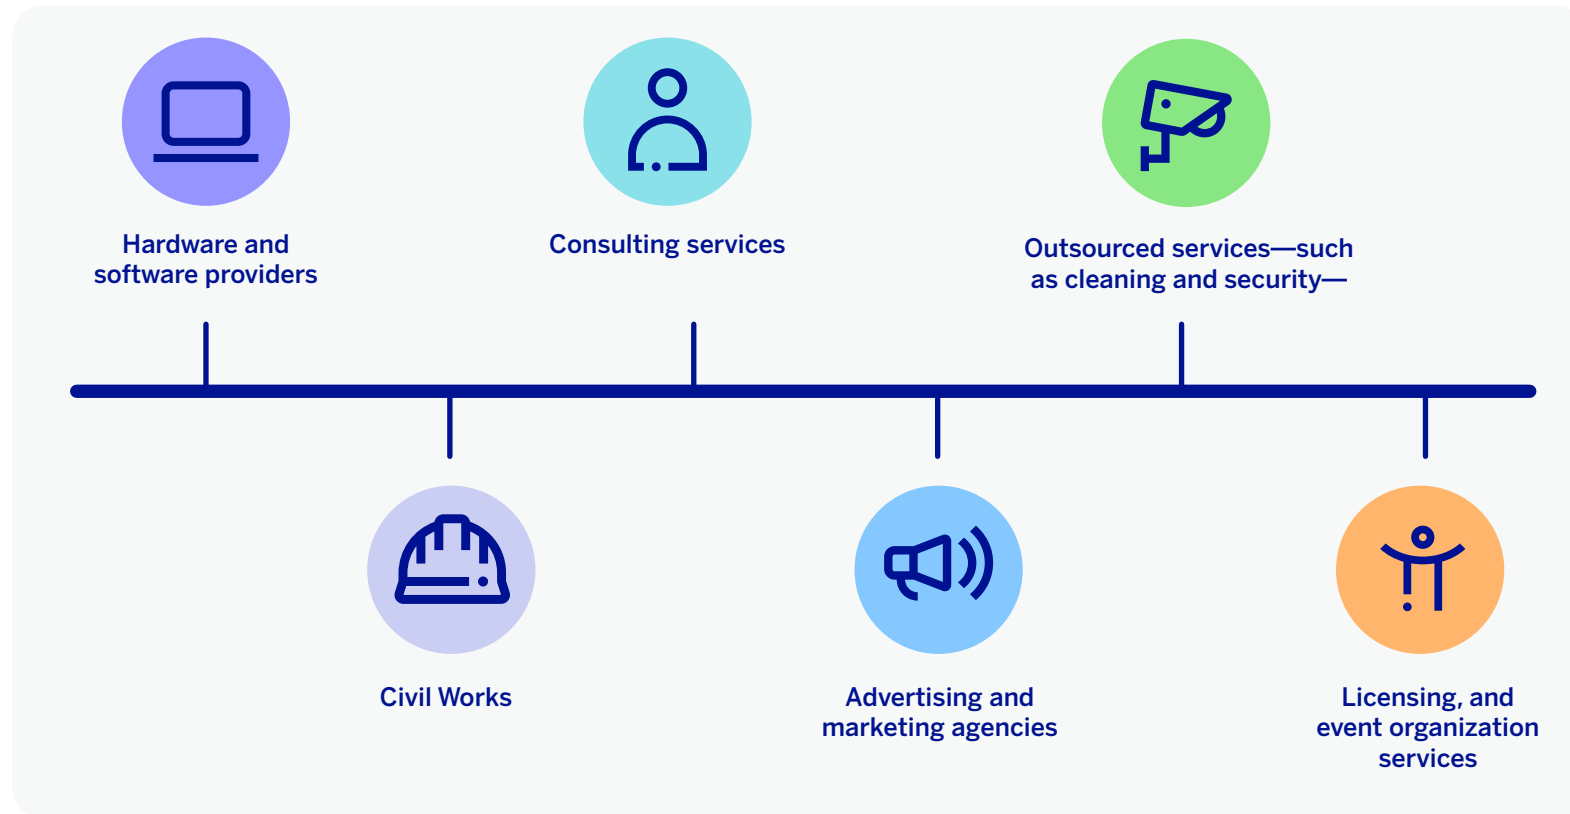 Hardware and
software providers
Consulting services
Outsourced services—such
as cleaning and security—
Civil Works
Advertising and
marketing agencies
Licensing, and
event organization
services